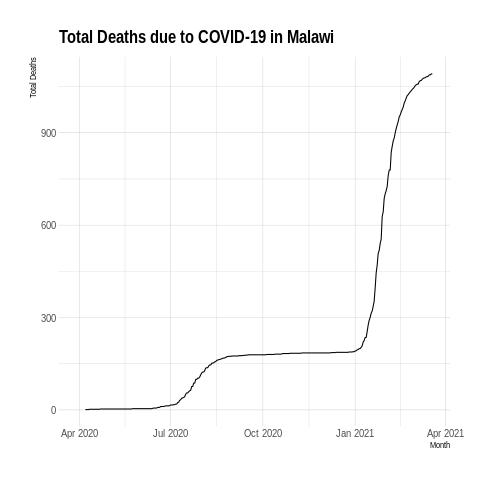 Total Deaths due to COVID-19 in Malawi
Total Deaths
900
600
300
0
Apr 2020 Jul 2020 Oct 2020 Jan 2021 Apr 2021
Month